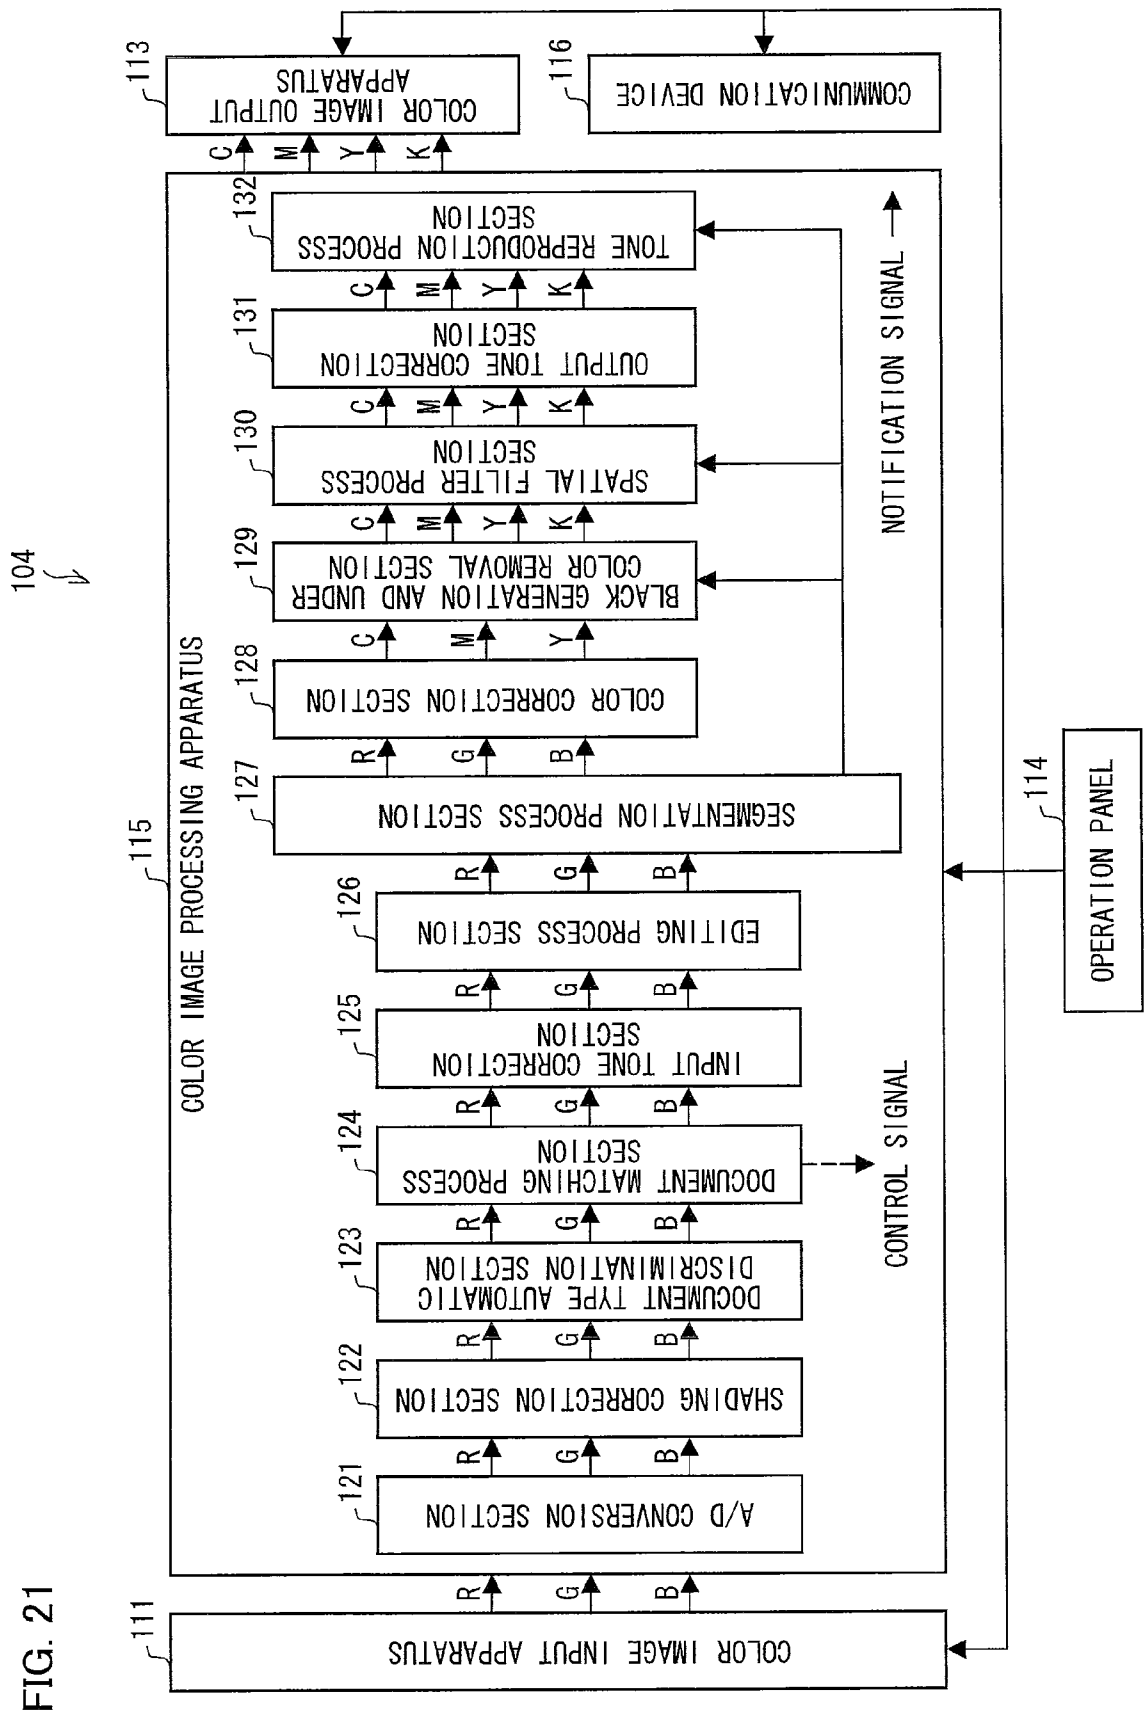 FIG. 21
104
111
COLOR IMAGE INPUT APPARATUS
R
G
B
115
COLOR IMAGE PROCESSING APPARATUS
121
A/D CONVERSION SECTION
R
G
B
122
SHADING CORRECTION SECTION
R
G
B
123
DOCUMENT TYPE AUTOMATIC
DISCRIMINATION SECTION
R
G
B
124
DOCUMENT MATCHING PROCESS
SECTION
CONTROL SIGNAL
R
G
B
125
INPUT TONE CORRECTION
SECTION
R
G
B
126
EDITING PROCESS SECTION
R
G
B
127
SEGMENTATION PROCESS SECTION
R
G
B
128
COLOR CORRECTION SECTION
C
M
Y
129
BLACK GENERATION AND UNDER
COLOR REMOVAL SECTION
C
M
Y
K
130
SPATIAL FILTER PROCESS
SECTION
C
M
Y
K
131
OUTPUT TONE CORRECTION
SECTION
C
M
Y
K
132
TONE REPRODUCTION PROCESS
SECTION
NOTIFICATION SIGNAL
C
M
Y
K
113
COLOR IMAGE OUTPUT
APPARATUS
116
COMMUNICATION DEVICE
114
OPERATION PANEL